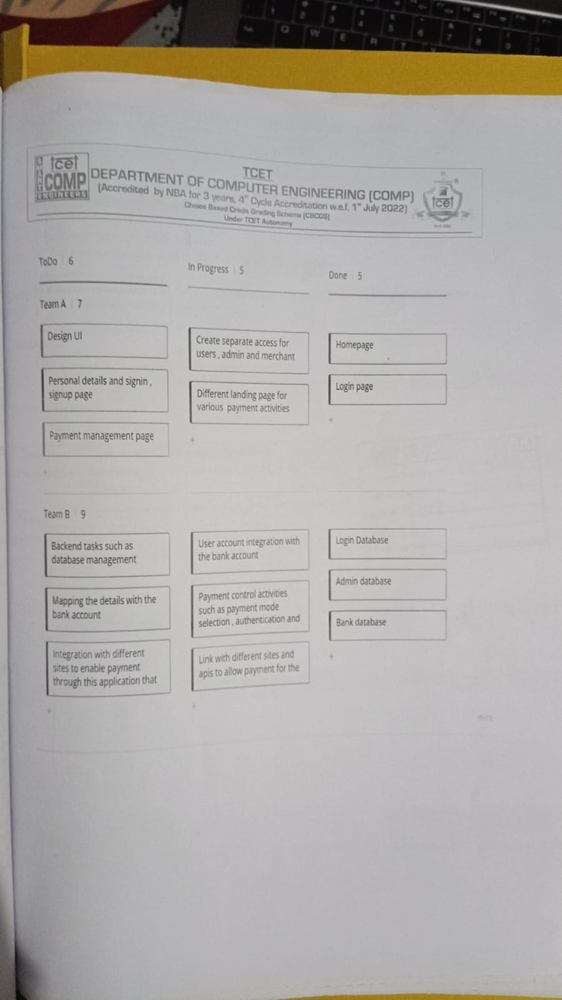 tcet
COMP
ENGINEERS
TCET
DEPARTMENT OF COMPUTER ENGINEERING (COMP)
(Accredited by NBA for 3 years, 4th Cycle Accreditation w.e.f. 1st July 2022)
Choice Based Credit Grading Scheme (CBCGS)
Under TCET Autonomy
tcet
ToDo | 6
In Progress | 5
Done | 5
Team A | 7
Design UI
Personal details and signin ,
signup page
Payment management page
+
Create separate access for
users , admin and merchant
Different landing page for
various payment activities
+
Homepage
Login page
+
Team B | 9
Backend tasks such as
database management
Mapping the details with the
bank account
Integration with different
sites to enable payment
through this application that
+
User account integration with
the bank account
Payment control activities
such as payment mode
selection , authentication and
Link with different sites and
apis to allow payment for the
+
Login Database
Admin database
Bank database
+
miro